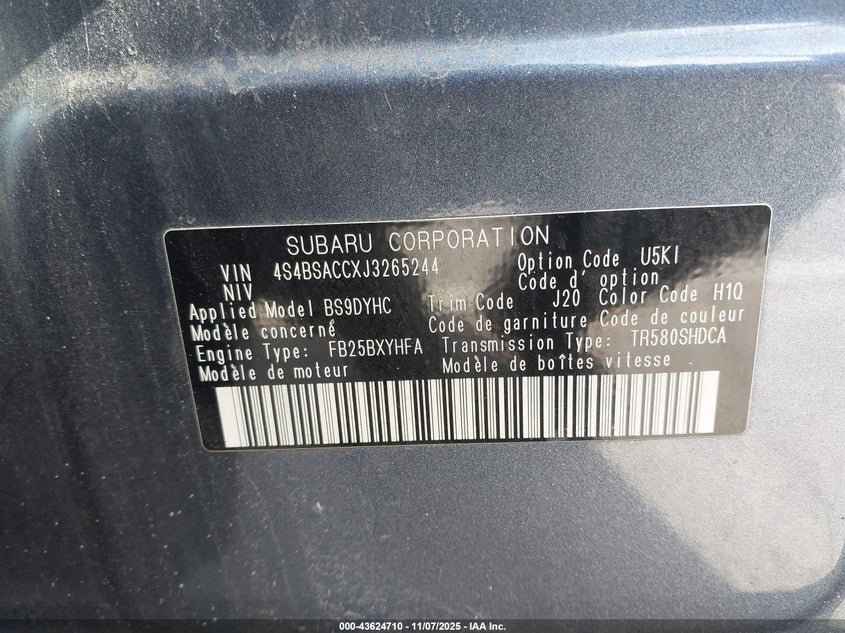 SUBARU CORPORATION
VIN 4S4BSACCXJ3265244 Option Code U5KI
NIV Code d' option
Applied Model BS9DYHC Trim Code J20 Color Code H1Q
Modèle concerné Code de garniture Code de couleur
Engine Type: FB25BXYHFA Transmission Type: TR580SHDCA
Modèle de moteur Modèle de boîtes vitesse
000-43624710 - 11/07/2025 - IAA Inc.